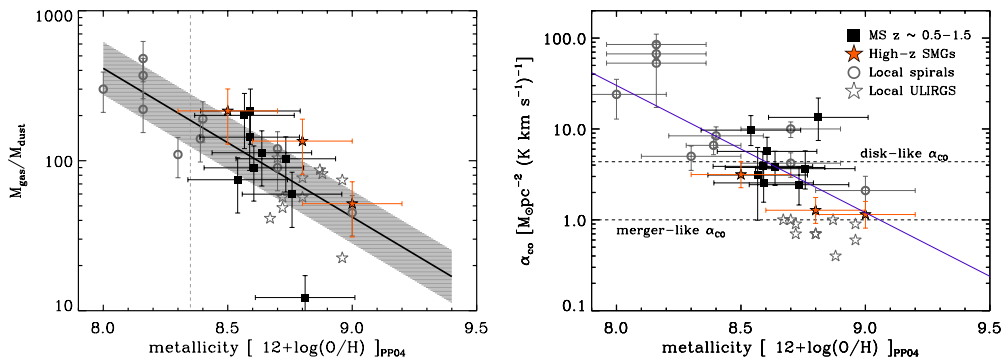 1000
100
10
M_gas/M_dust
8.0 8.5 9.0 9.5
metallicity [ 12+log(O/H) ]_PP04
100.0
10.0
1.0
0.1
α_CO [M_⊙pc⁻² (K km s⁻¹)⁻¹]
MS z ~ 0.5-1.5
High-z SMGs
Local spirals
Local ULIRGS
disk-like α_CO
merger-like α_CO
8.0 8.5 9.0 9.5
metallicity [ 12+log(O/H) ]_PP04